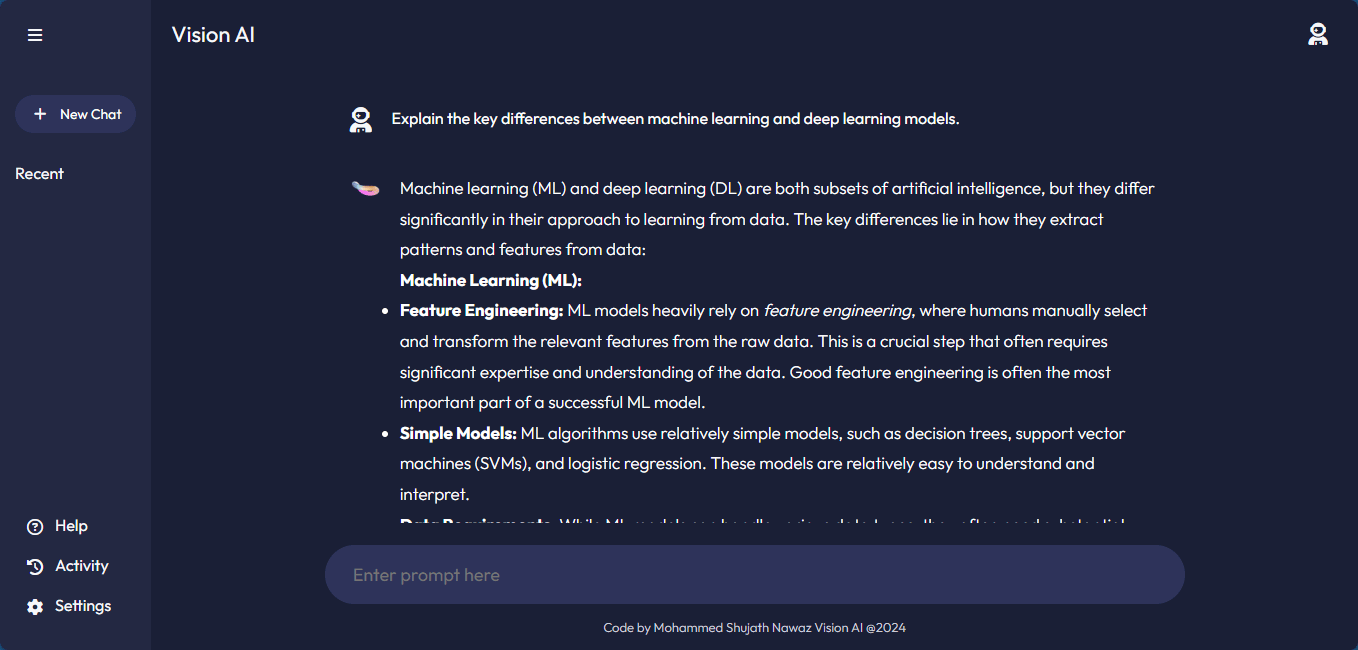 Vision AI
New Chat
Recent
Explain the key differences between machine learning and deep learning models.
Machine learning (ML) and deep learning (DL) are both subsets of artificial intelligence, but they differ
significantly in their approach to learning from data. The key differences lie in how they extract
patterns and features from data:
Machine Learning (ML):
• Feature Engineering: ML models heavily rely on feature engineering, where humans manually select
and transform the relevant features from the raw data. This is a crucial step that often requires
significant expertise and understanding of the data. Good feature engineering is often the most
important part of a successful ML model.
• Simple Models: ML algorithms use relatively simple models, such as decision trees, support vector
machines (SVMs), and logistic regression. These models are relatively easy to understand and
interpret.
Help
Activity
Settings
Enter prompt here
Code by Mohammed Shujath Nawaz Vision AI @2024